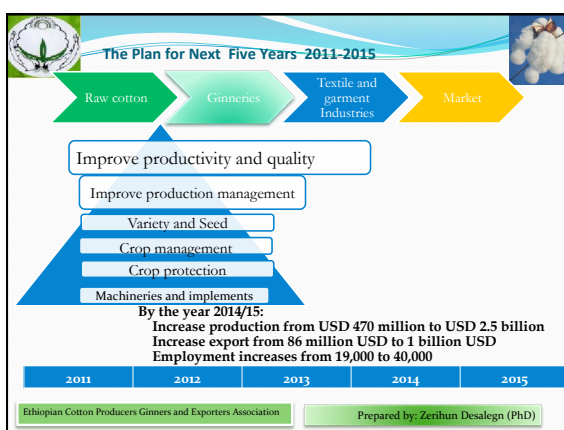 The Plan for Next Five Years 2011-2015
Raw cotton
Ginneries
Textile and
garment
Industries
Market
Improve productivity and quality
Improve production management
Variety and Seed
Crop management
Crop protection
Machineries and implements
By the year 2014/15:
Increase production from USD 470 million to USD 2.5 billion
Increase export from 86 million USD to 1 billion USD
Employment increases from 19,000 to 40,000
2011
2012
2013
2014
2015
Ethiopian Cotton Producers Ginners and Exporters Association
Prepared by: Zerihun Desalegn (PhD)